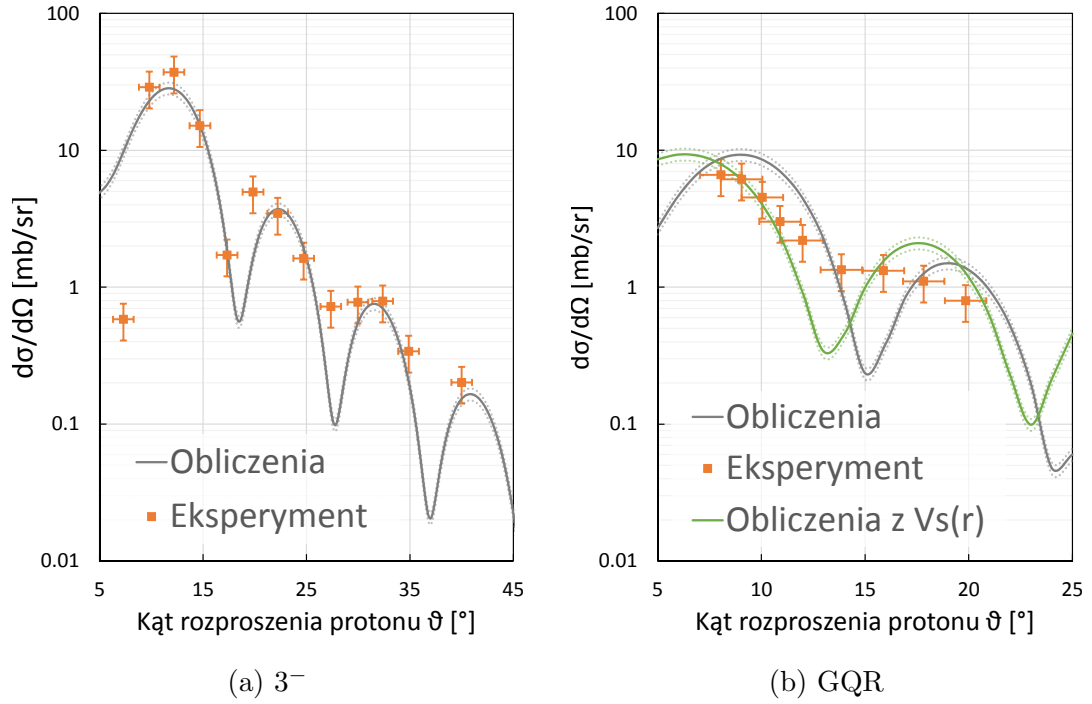 100
10
1
0.1
0.01
dσ/dΩ [mb/sr]
Obliczenia
Eksperyment
5 15 25 35 45
Kąt rozproszenia protonu ϑ [°]
(a) 3⁻
100
10
1
0.1
0.01
dσ/dΩ [mb/sr]
Obliczenia
Eksperyment
Obliczenia z Vs(r)
5 10 15 20 25
Kąt rozproszenia protonu ϑ [°]
(b) GQR